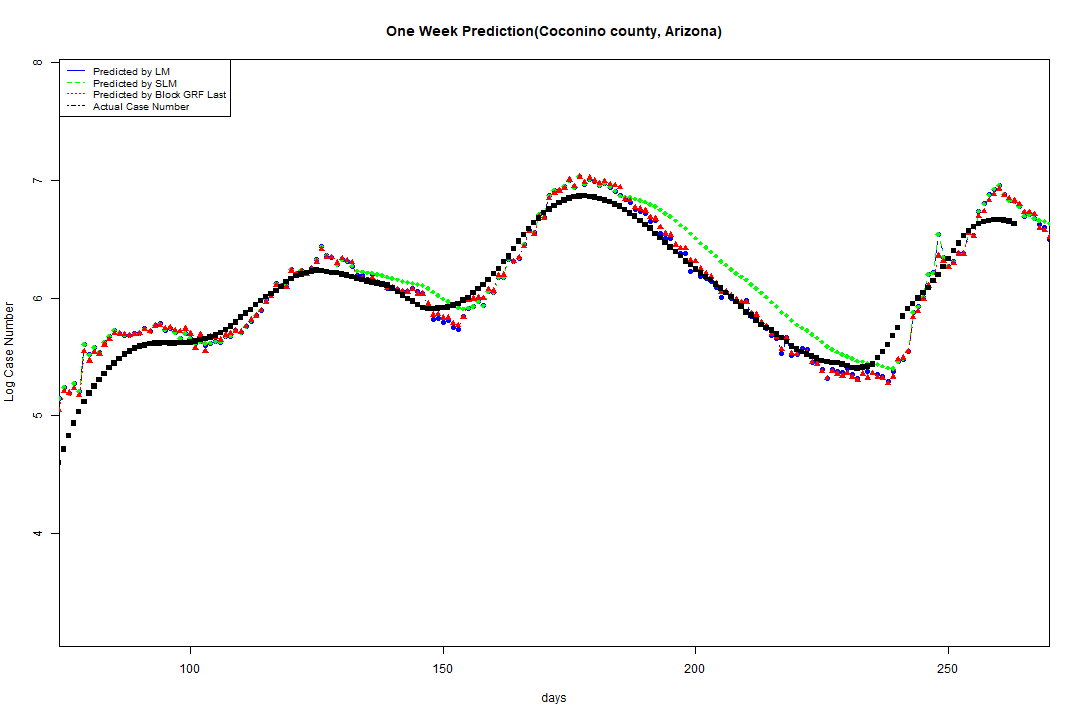 One Week Prediction(Coconino county, Arizona)
Predicted by LM
Predicted by SLM
Predicted by Block GRF Last
Actual Case Number
8
7
6
5
4
Log Case Number
100 150 200 250
days